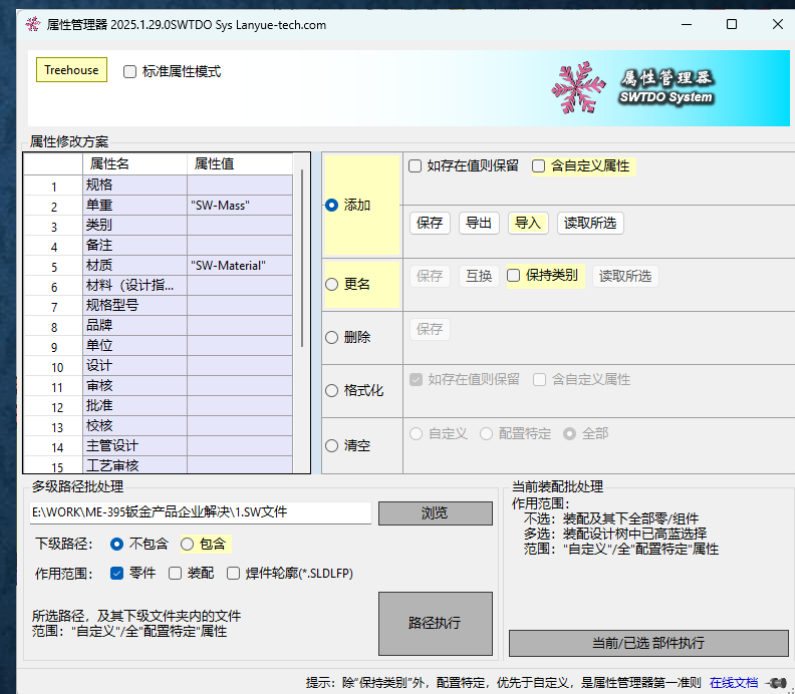 属性管理器 2025.1.29.0SWTDO Sys Lanyue-tech.com
Treehouse 标准属性模式
属性管理器
SWTDO System
属性修改方案
属性名 属性值
1 规格
2 单重 "SW-Mass"
3 类别
4 备注
5 材质 "SW-Material"
6 材料（设计指...
7 规格型号
8 品牌
9 单位
10 设计
11 审核
12 批准
13 校核
14 主管设计
15 工艺审核
添加 如存在值则保留 含自定义属性
保存 导出 导入 读取所选
更名 保存 互换 保持类别 读取所选
删除 保存
格式化 如存在值则保留 含自定义属性
清空 自定义 配置特定 全部
多级路径批处理
E:\WORK\ME-395钣金产品企业解决\1.SW文件 浏览
下级路径： 不包含 包含
作用范围： 零件 装配 焊件轮廓(*.SLDLFP)
所选路径，及其下级文件夹内的文件
范围："自定义"/全"配置特定"属性
路径执行
当前装配批处理
作用范围：
不选：装配及其下全部零/组件
多选：装配设计树中已高蓝选择
范围："自定义"/全"配置特定"属性
当前/已选 部件执行
提示：除"保持类别"外，配置特定，优先于自定义，是属性管理器第一准则 在线文档